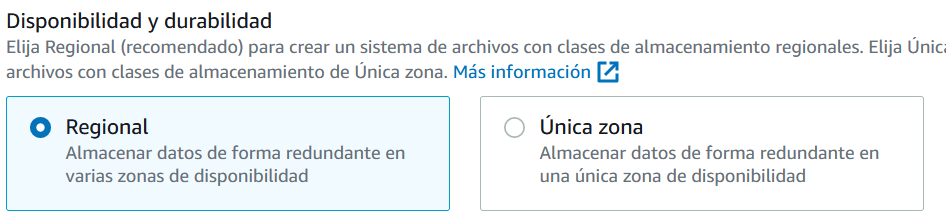 Disponibilidad y durabilidad
Elija Regional (recomendado) para crear un sistema de archivos con clases de almacenamiento regionales. Elija
archivos con clases de almacenamiento de Única zona. Más información
Regional
Almacenar datos de forma redundante en
varias zonas de disponibilidad
Única zona
Almacenar datos de forma redundante en
una única zona de disponibilidad